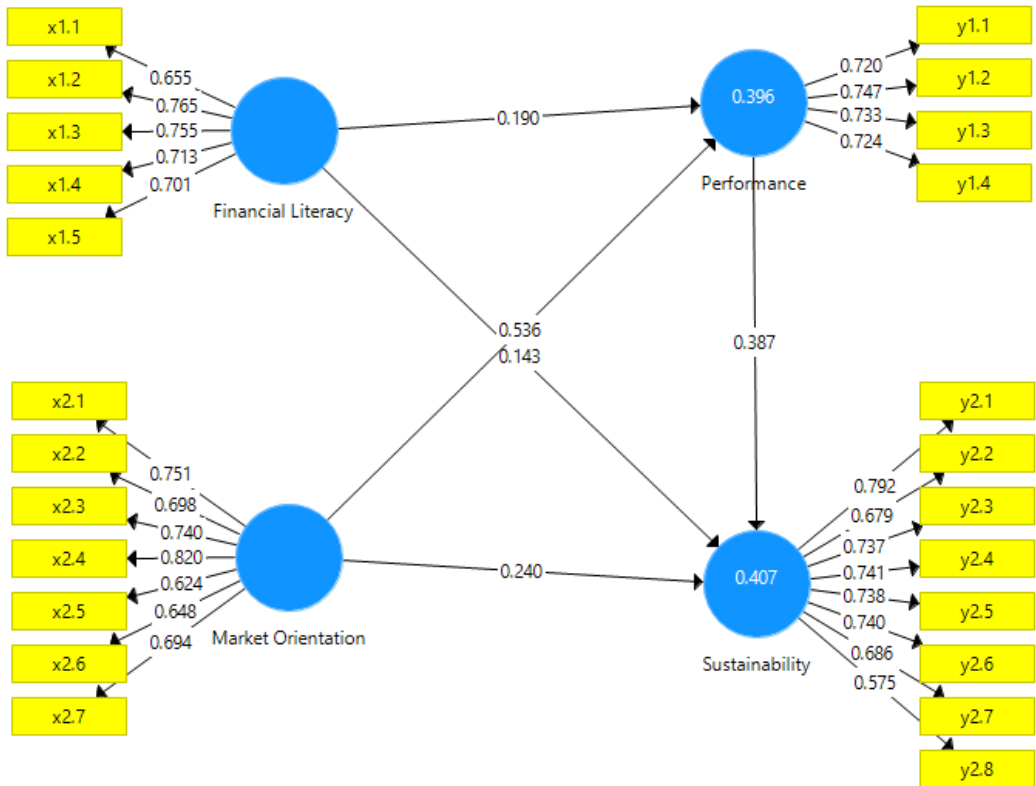 x1.1
x1.2
x1.3
x1.4
x1.5
0.655
0.765
0.755
0.713
0.701
Financial Literacy
0.190
0.396
Performance
y1.1
y1.2
y1.3
y1.4
0.720
0.747
0.733
0.724
0.536
0.143
0.387
x2.1
x2.2
x2.3
x2.4
x2.5
x2.6
x2.7
0.751
0.698
0.740
0.820
0.624
0.648
0.694
Market Orientation
0.240
0.407
Sustainability
0.792
0.679
0.737
0.741
0.738
0.740
0.686
0.575
y2.1
y2.2
y2.3
y2.4
y2.5
y2.6
y2.7
y2.8